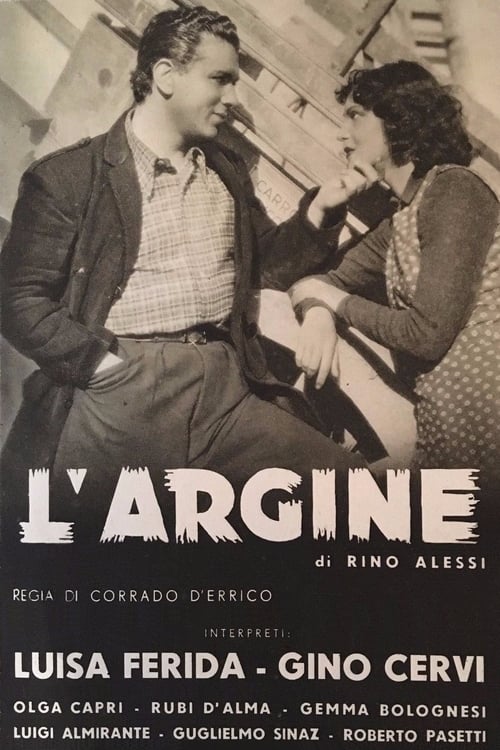 CARRI
L'ARGINE
di RINO ALESSI
REGIA DI CORRADO D'ERRICO
INTERPRETI:
LUISA FERIDA - GINO CERVI
OLGA CAPRI - RUBI D'ALMA - GEMMA BOLOGNESI
LUIGI ALMIRANTE - GUGLIELMO SINAZ - ROBERTO PASETTI